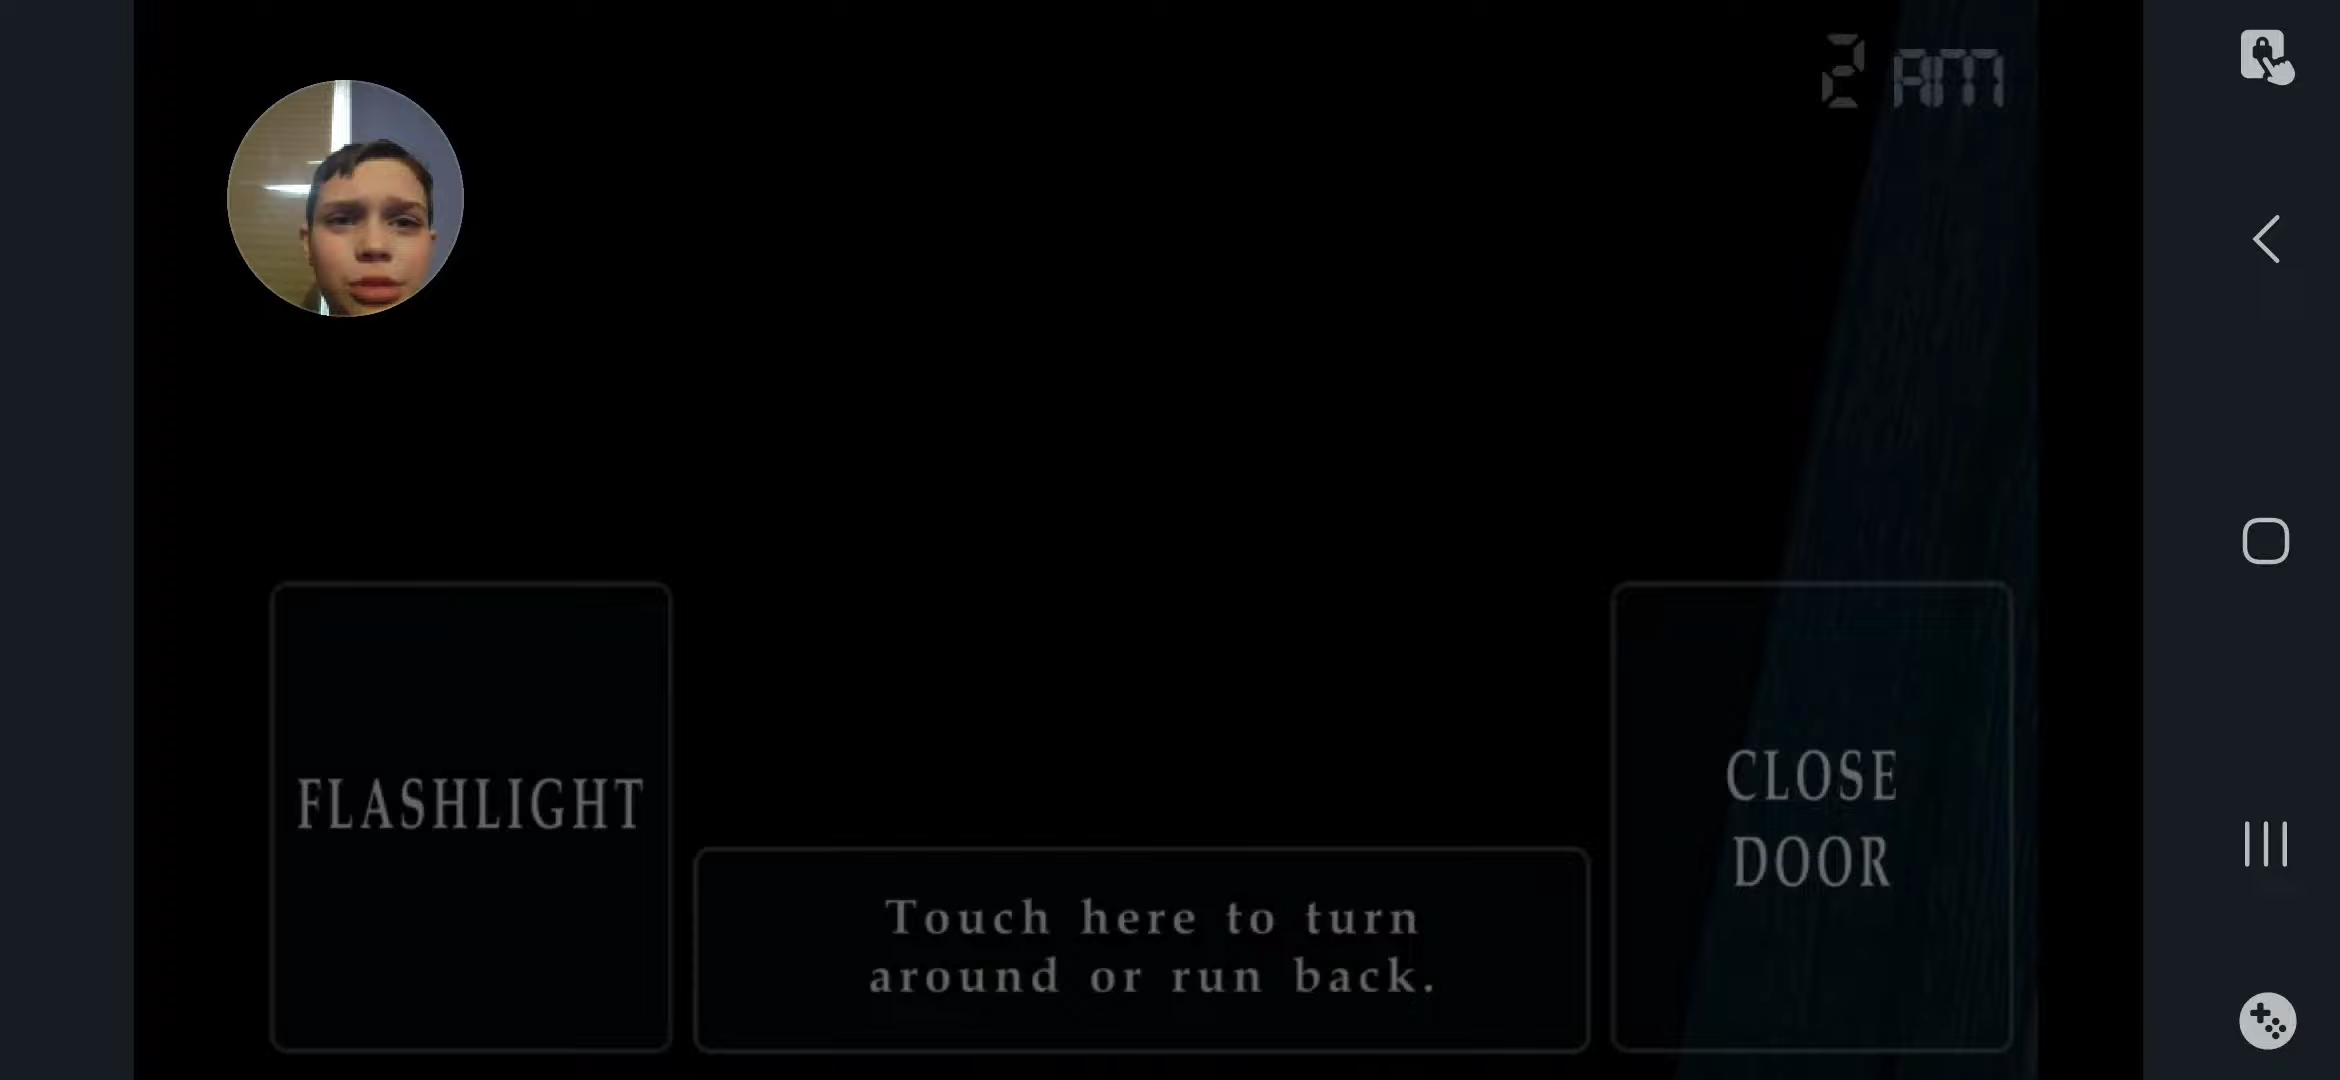 2 AM
FLASHLIGHT
CLOSE
DOOR
Touch here to turn
around or run back.